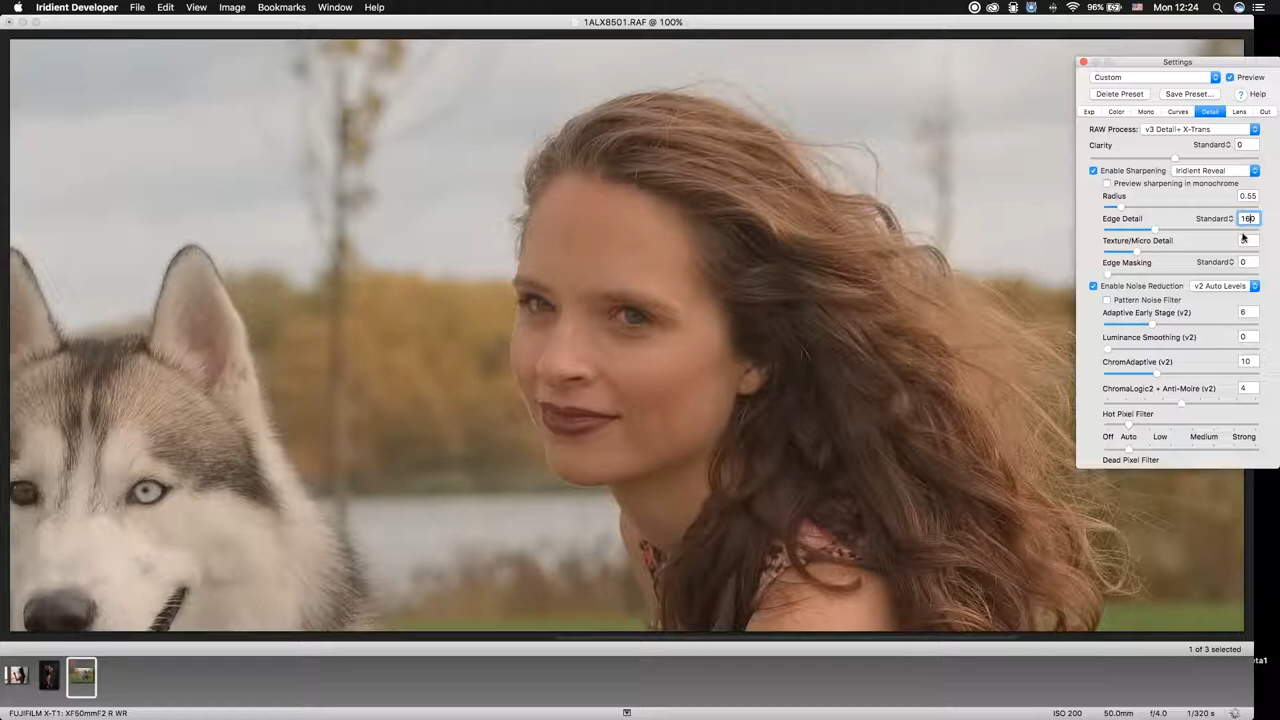 Iridient Developer File Edit View Image Bookmarks Window Help 96% Mon 12:24
1ALX8501.RAF @ 100%
Settings
Custom Preview
Delete Preset Save Preset... ? Help
Exp Color Mono Curves Detail Lens Out
RAW Process: v3 Detail+ X-Trans
Clarity Standard 0
Enable Sharpening Iridient Reveal
Preview sharpening in monochrome
Radius 0.55
Edge Detail Standard 160
Texture/Micro Detail
Edge Masking Standard 0
Enable Noise Reduction v2 Auto Levels
Pattern Noise Filter
Adaptive Early Stage (v2) 6
Luminance Smoothing (v2) 0
ChromAdaptive (v2) 10
ChromaLogic2 + Anti-Moire (v2) 4
Hot Pixel Filter
Off Auto Low Medium Strong
Dead Pixel Filter
1 of 3 selected
eta1
FUJIFILM X-T1: XF50mmF2 R WR ISO 200 50.0mm f/4.0 1/320 s